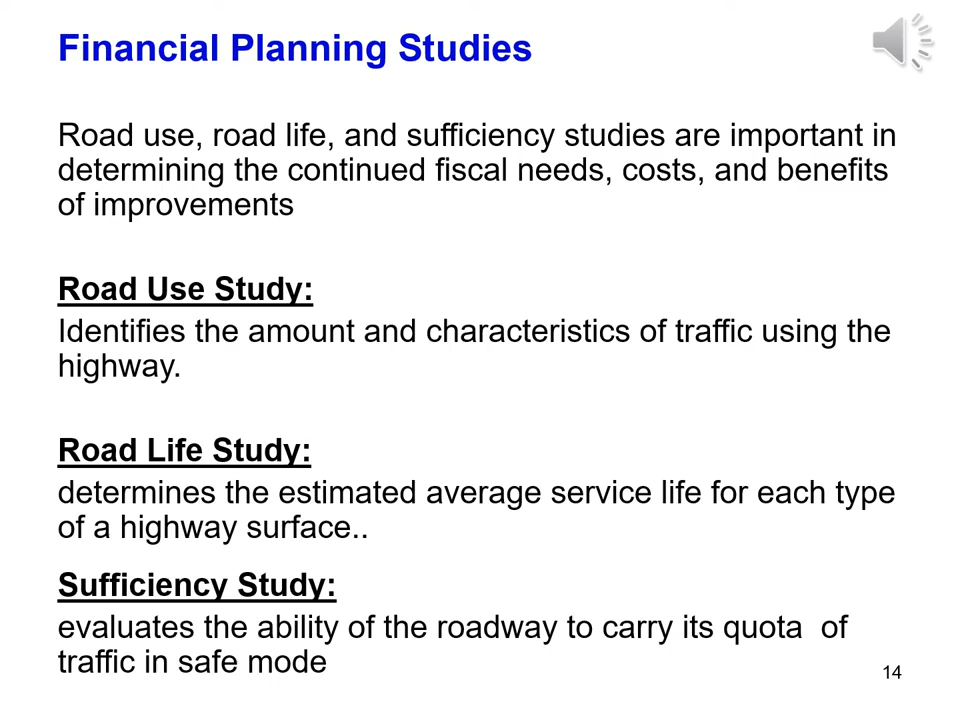 Financial Planning Studies
Road use, road life, and sufficiency studies are important in
determining the continued fiscal needs, costs, and benefits
of improvements
Road Use Study:
Identifies the amount and characteristics of traffic using the
highway.
Road Life Study:
determines the estimated average service life for each type
of a highway surface..
Sufficiency Study:
evaluates the ability of the roadway to carry its quota  of
traffic in safe mode
14